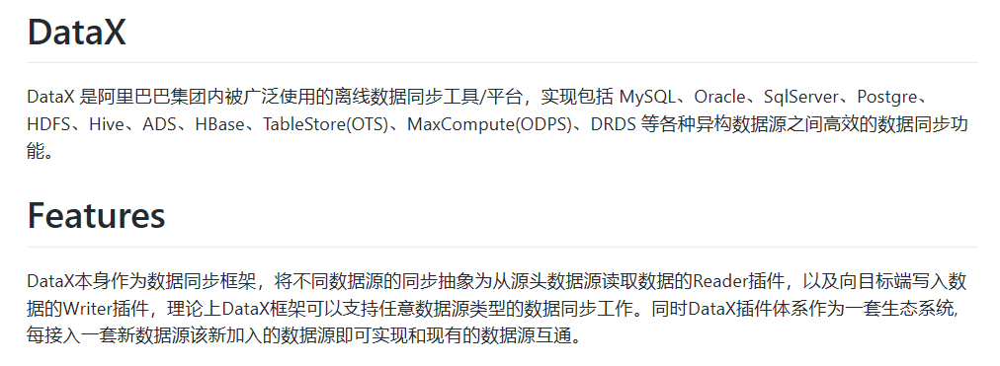 DataX
DataX 是阿里巴巴集团内被广泛使用的离线数据同步工具/平台，实现包括 MySQL、Oracle、SqlServer、Postgre、
HDFS、Hive、ADS、HBase、TableStore(OTS)、MaxCompute(ODPS)、DRDS 等各种异构数据源之间高效的数据同步功
能。
Features
DataX本身作为数据同步框架，将不同数据源的同步抽象为从源头数据源读取数据的Reader插件，以及向目标端写入数
据的Writer插件，理论上DataX框架可以支持任意数据源类型的数据同步工作。同时DataX插件体系作为一套生态系统,
每接入一套新数据源该新加入的数据源即可实现和现有的数据源互通。